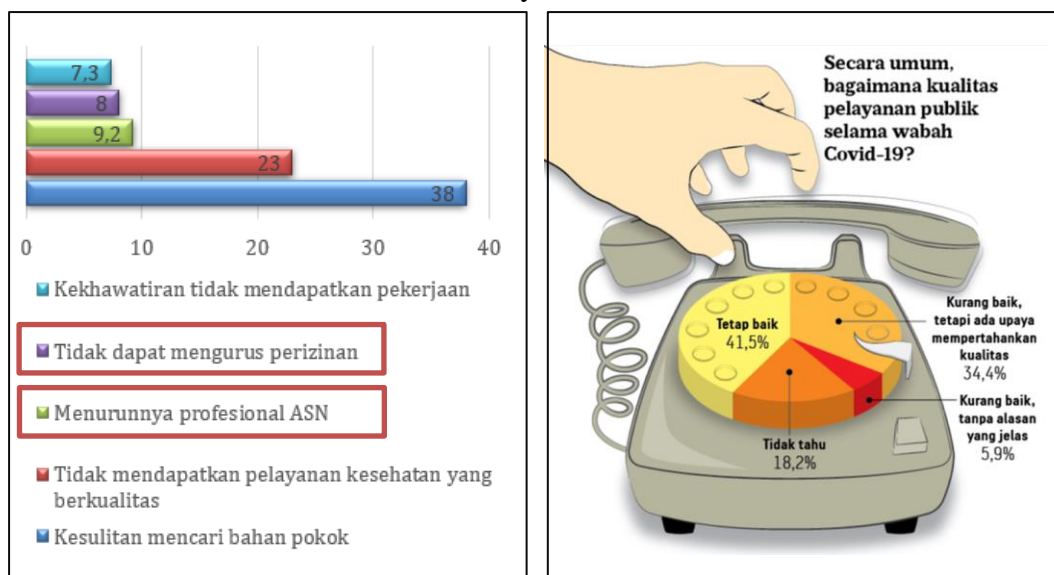 7,3
8
9,2
23
38
0 10 20 30 40
Kekhawatiran tidak mendapatkan pekerjaan
Tidak dapat mengurus perizinan
Menurunnya profesional ASN
Tidak mendapatkan pelayanan kesehatan yang
berkualitas
Kesulitan mencari bahan pokok
Secara umum,
bagaimana kualitas
pelayanan publik
selama wabah
Covid-19?
Tetap baik
41,5%
Kurang baik,
tetapi ada upaya
mempertahankan
kualitas
34,4%
Kurang baik,
tanpa alasan
yang jelas
5,9%
Tidak tahu
18,2%